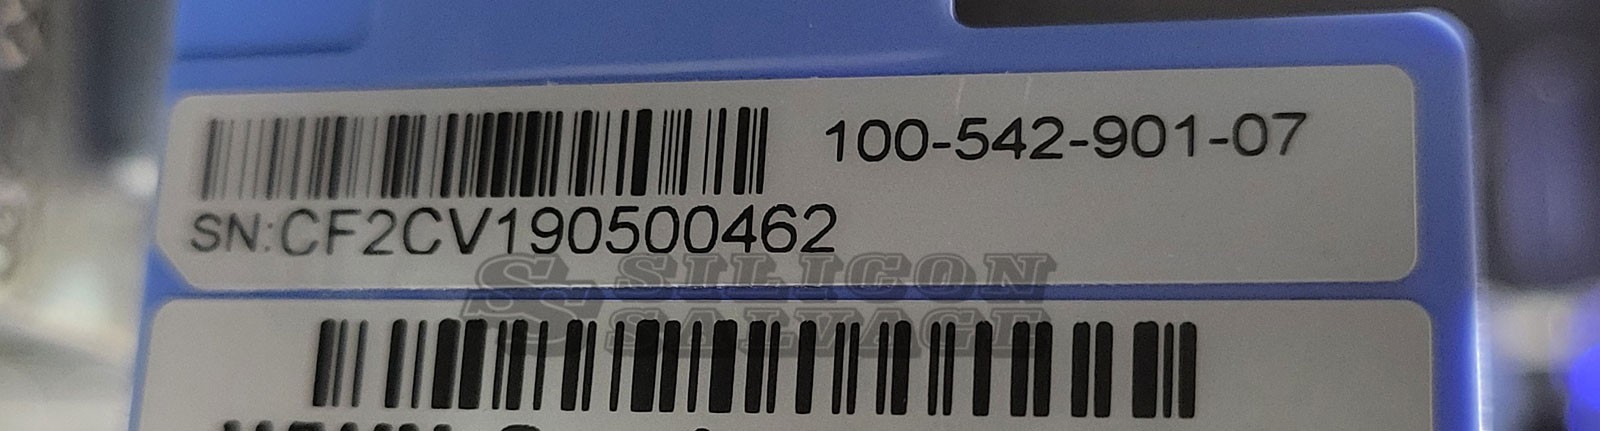 100-542-901-07
SN:CF2CV190500462
SILICON
SALVAGE